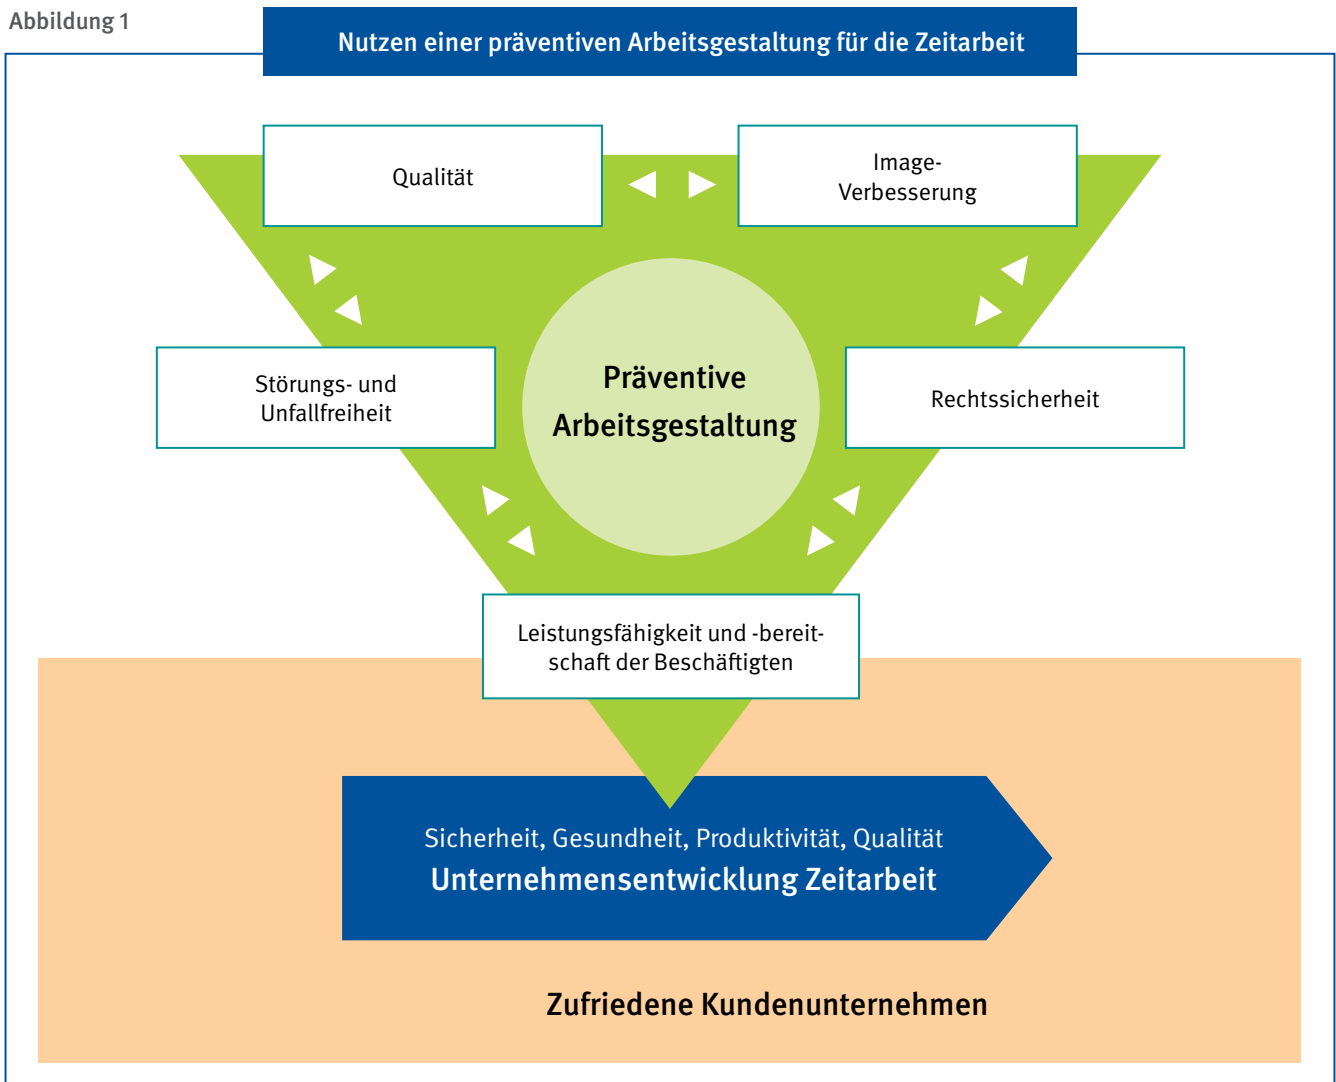 Abbildung 1
Nutzen einer präventiven Arbeitsgestaltung für die Zeitarbeit
Qualität
Image-
Verbesserung
Störungs- und
Unfallfreiheit
Präventive
Arbeitsgestaltung
Rechtssicherheit
Leistungsfähigkeit und -bereit-
schaft der Beschäftigten
Sicherheit, Gesundheit, Produktivität, Qualität
Unternehmensentwicklung Zeitarbeit
Zufriedene Kundenunternehmen